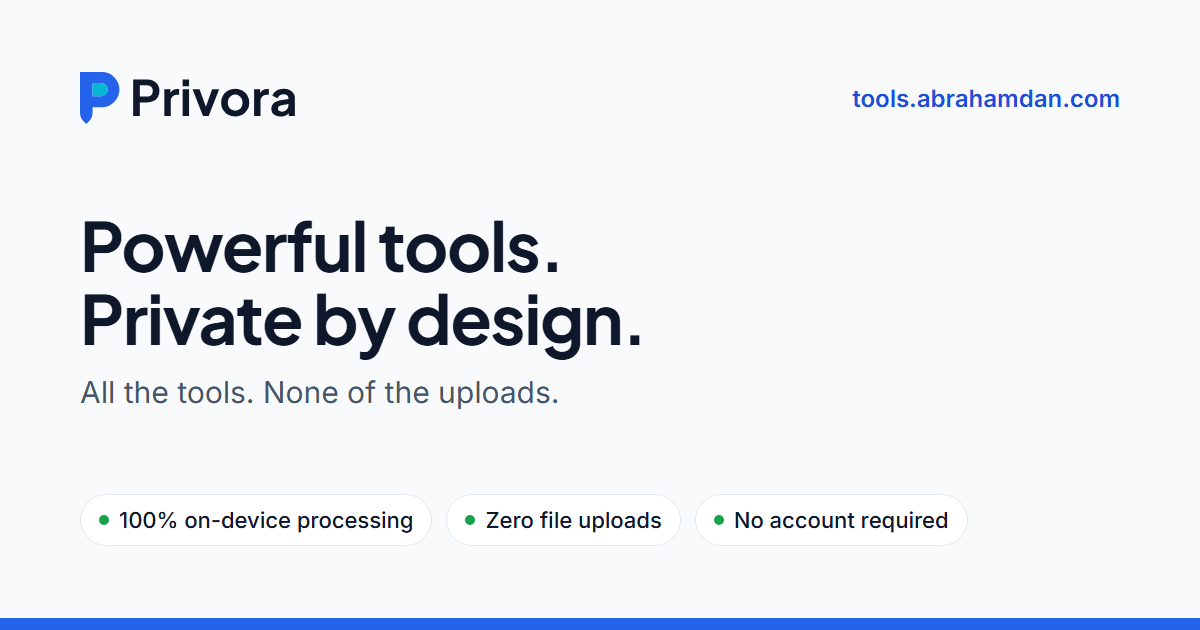 Privora
tools.abrahamdan.com
Powerful tools.
Private by design.
All the tools. None of the uploads.
100% on-device processing
Zero file uploads
No account required